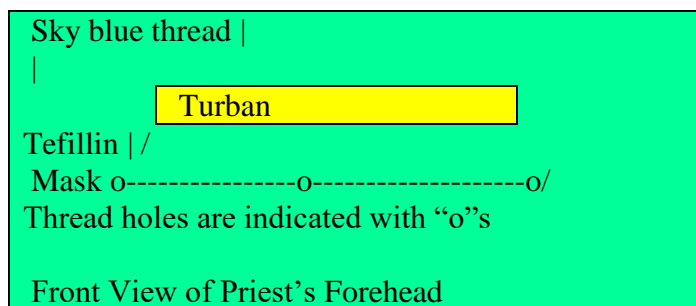 Sky blue thread |
|
Turban
Tefillin | /
Mask o----------------o--------------------o/
Thread holes are indicated with “o”s
Front View of Priest’s Forehead